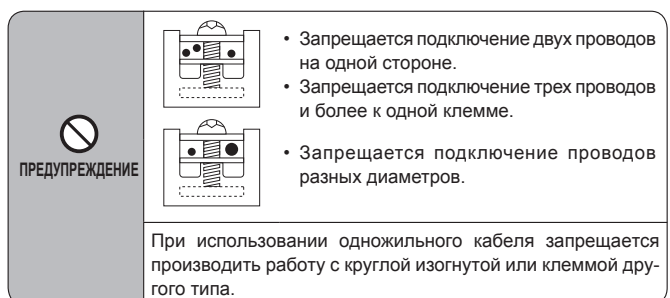 ПРЕДУПРЕЖДЕНИЕ
• Запрещается подключение двух проводов
на одной стороне.
• Запрещается подключение трех проводов
и более к одной клемме.
• Запрещается подключение проводов
разных диаметров.
При использовании одножильного кабеля запрещается
производить работу с круглой изогнутой или клеммой дру-
гого типа.